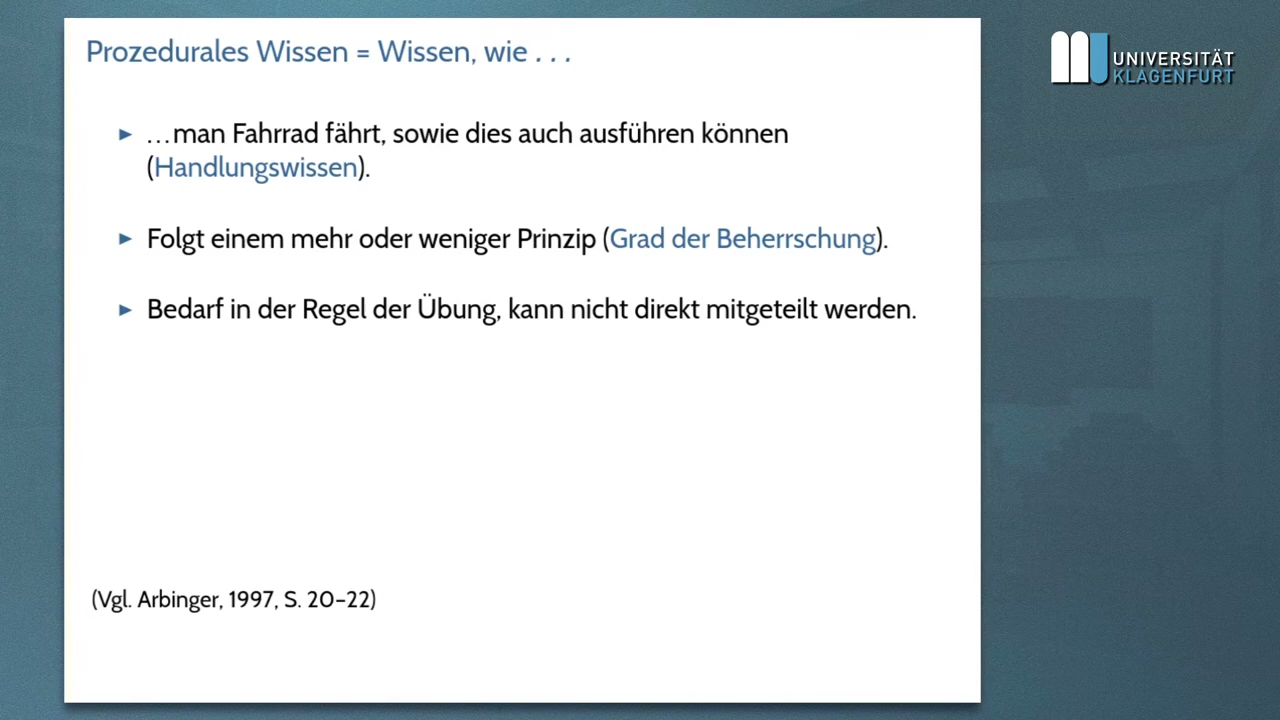 Prozedurales Wissen = Wissen, wie . . .
UNIVERSITÄT
KLAGENFURT
► …man Fahrrad fährt, sowie dies auch ausführen können
(Handlungswissen).
► Folgt einem mehr oder weniger Prinzip (Grad der Beherrschung).
► Bedarf in der Regel der Übung, kann nicht direkt mitgeteilt werden.
(Vgl. Arbinger, 1997, S. 20–22)